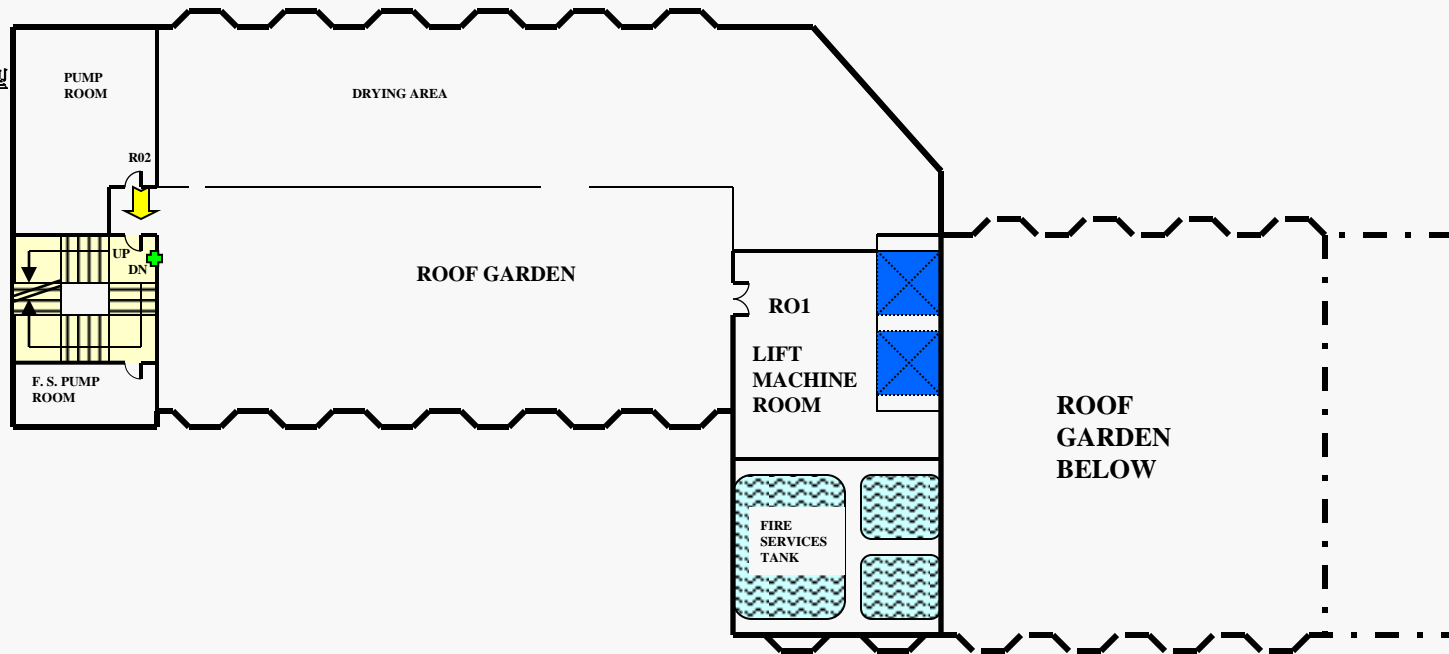 PUMP
ROOM
DRYING AREA
R02
UP
DN
ROOF GARDEN
RO1
LIFT
MACHINE
ROOM
F. S. PUMP
ROOM
ROOF
GARDEN
BELOW
FIRE
SERVICES
TANK